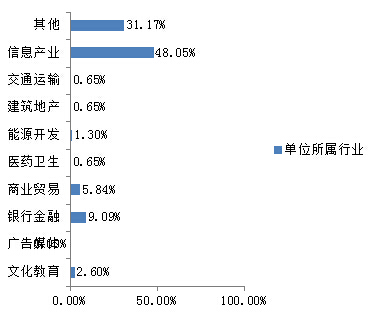 其他 31.17%
信息产业 48.05%
交通运输 0.65%
建筑地产 0.65%
能源开发 1.30%
医药卫生 0.65%
商业贸易 5.84%
银行金融 9.09%
广告媒体 0.00%
文化教育 2.60%
0.00% 50.00% 100.00%
单位所属行业